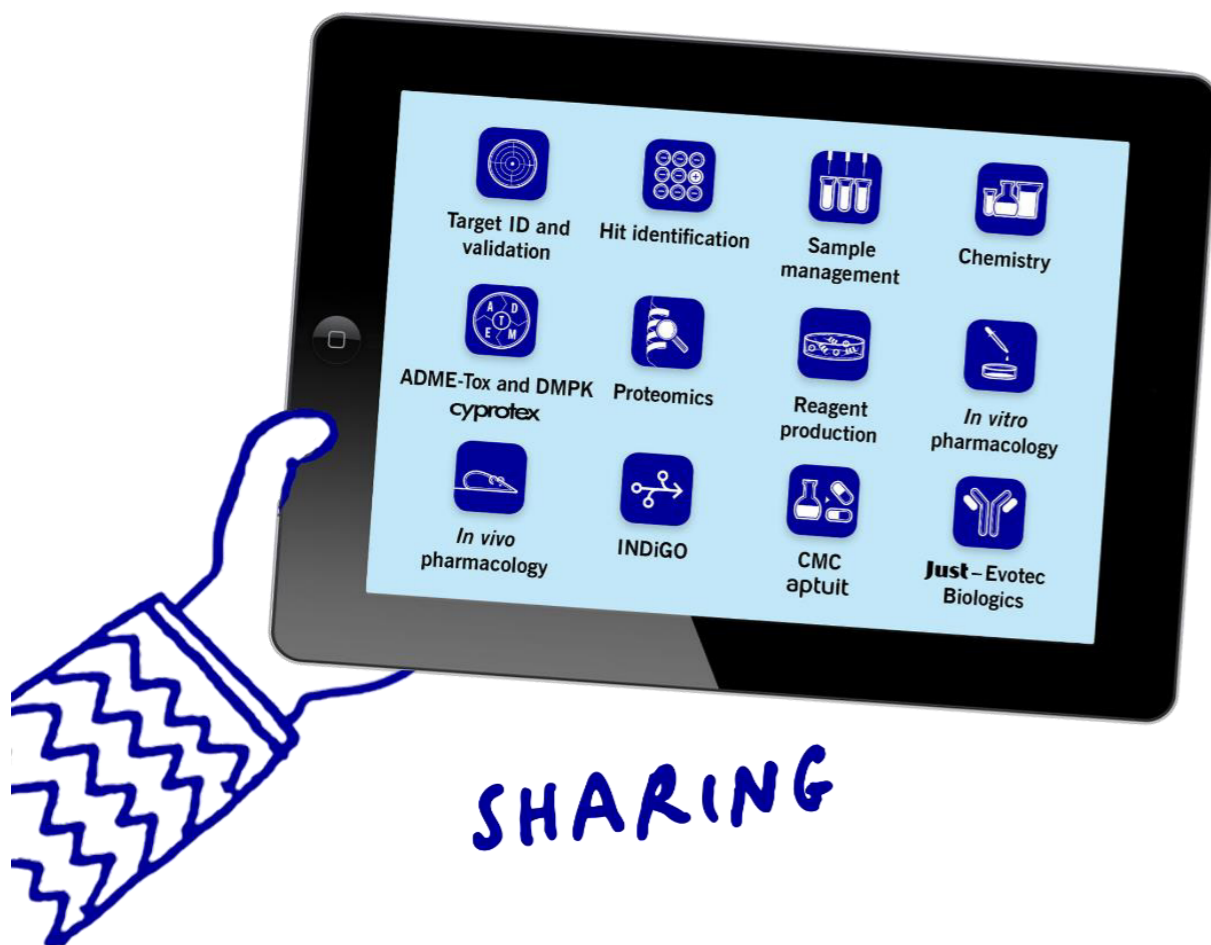 Target ID and
validation
Hit identification
Sample
management
Chemistry
A D
T
E M
ADME-Tox and DMPK
cyprotex
Proteomics
Reagent
production
In vitro
pharmacology
In vivo
pharmacology
INDiGO
CMC
aptuit
Just – Evotec
Biologics
SHARING